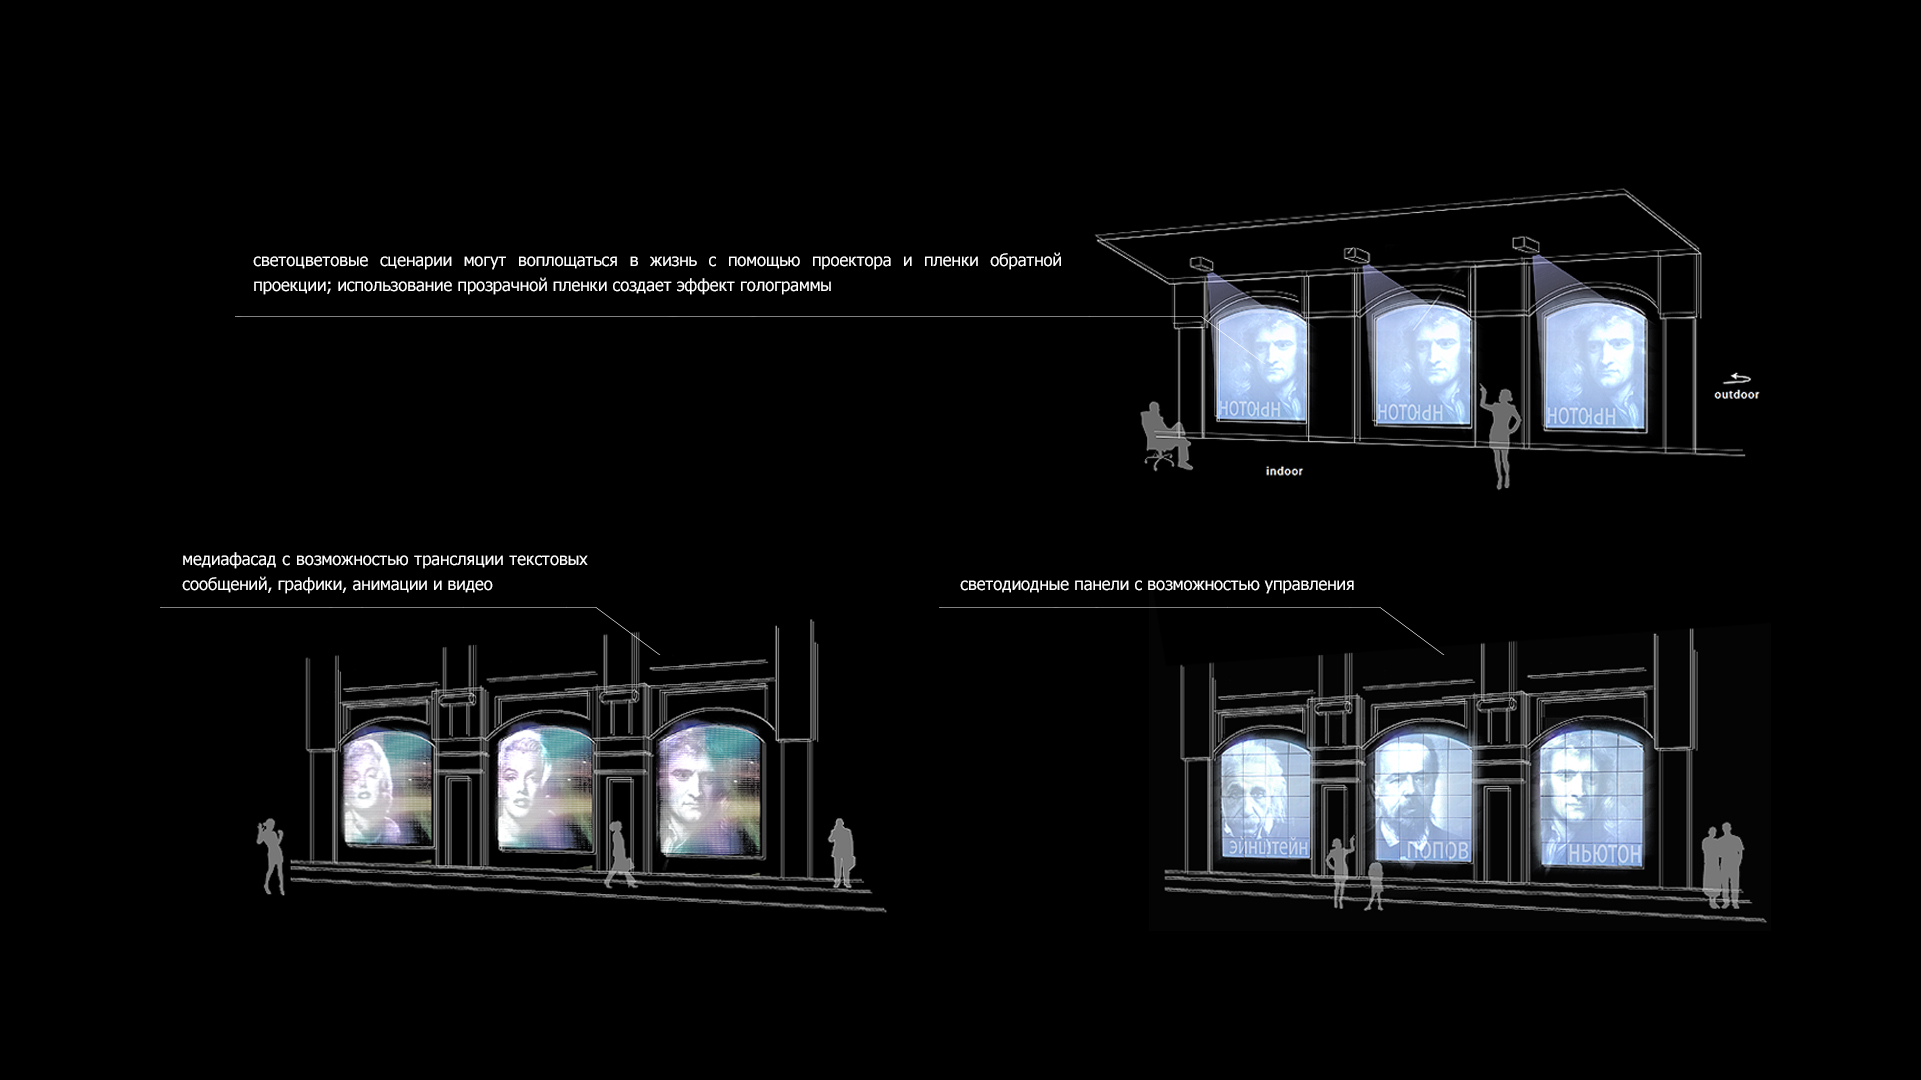 светоцветовые сценарии могут воплощаться в жизнь с помощью проектора и пленки обратной
проекции; использование прозрачной пленки создает эффект голограммы
НЬЮТОН
НЬЮТОН
НЬЮТОН
outdoor
indoor
медиафасад с возможностью трансляции текстовых
сообщений, графики, анимации и видео
светодиодные панели с возможностью управления
ЭЙНШТЕЙН
ПОПОВ
НЬЮТОН